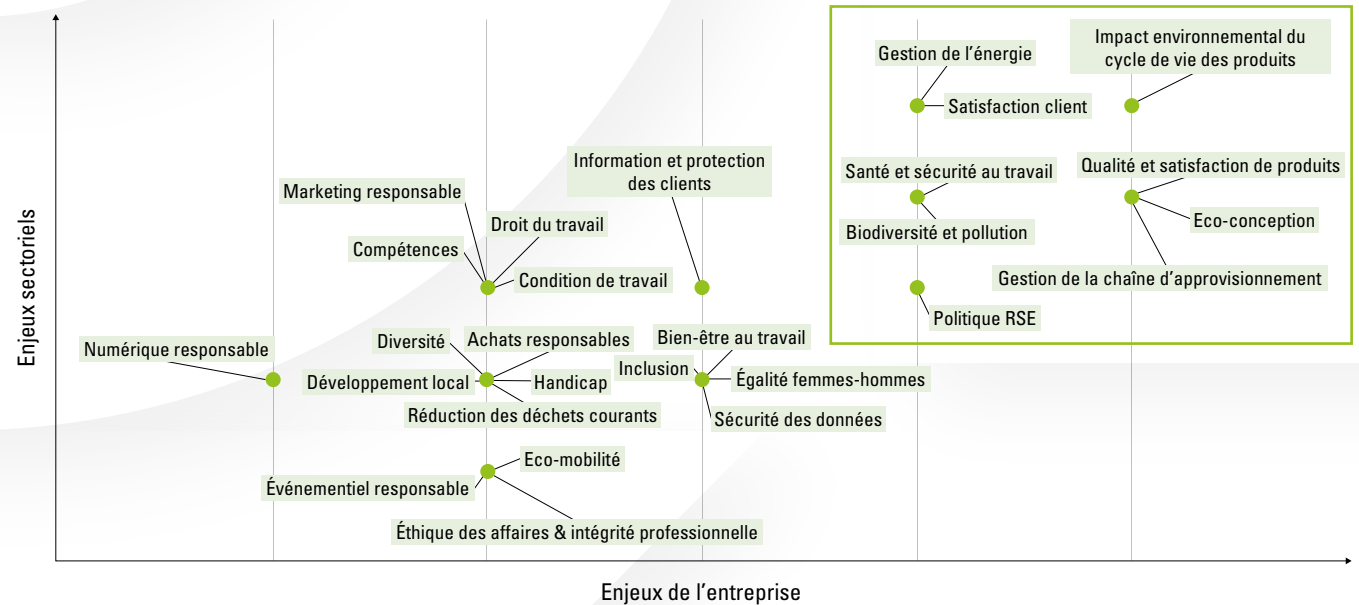 Impact environnemental du
cycle de vie des produits
Gestion de l'énergie
Satisfaction client
Information et protection
des clients
Santé et sécurité au travail
Qualité et satisfaction de produits
Marketing responsable
Eco-conception
Droit du travail
Biodiversité et pollution
Compétences
Condition de travail
Gestion de la chaîne d'approvisionnement
Politique RSE
Enjeux sectoriels
Numérique responsable
Diversité
Achats responsables
Bien-être au travail
Inclusion
Développement local
Handicap
Égalité femmes-hommes
Réduction des déchets courants
Sécurité des données
Eco-mobilité
Événementiel responsable
Éthique des affaires & intégrité professionnelle
Enjeux de l'entreprise